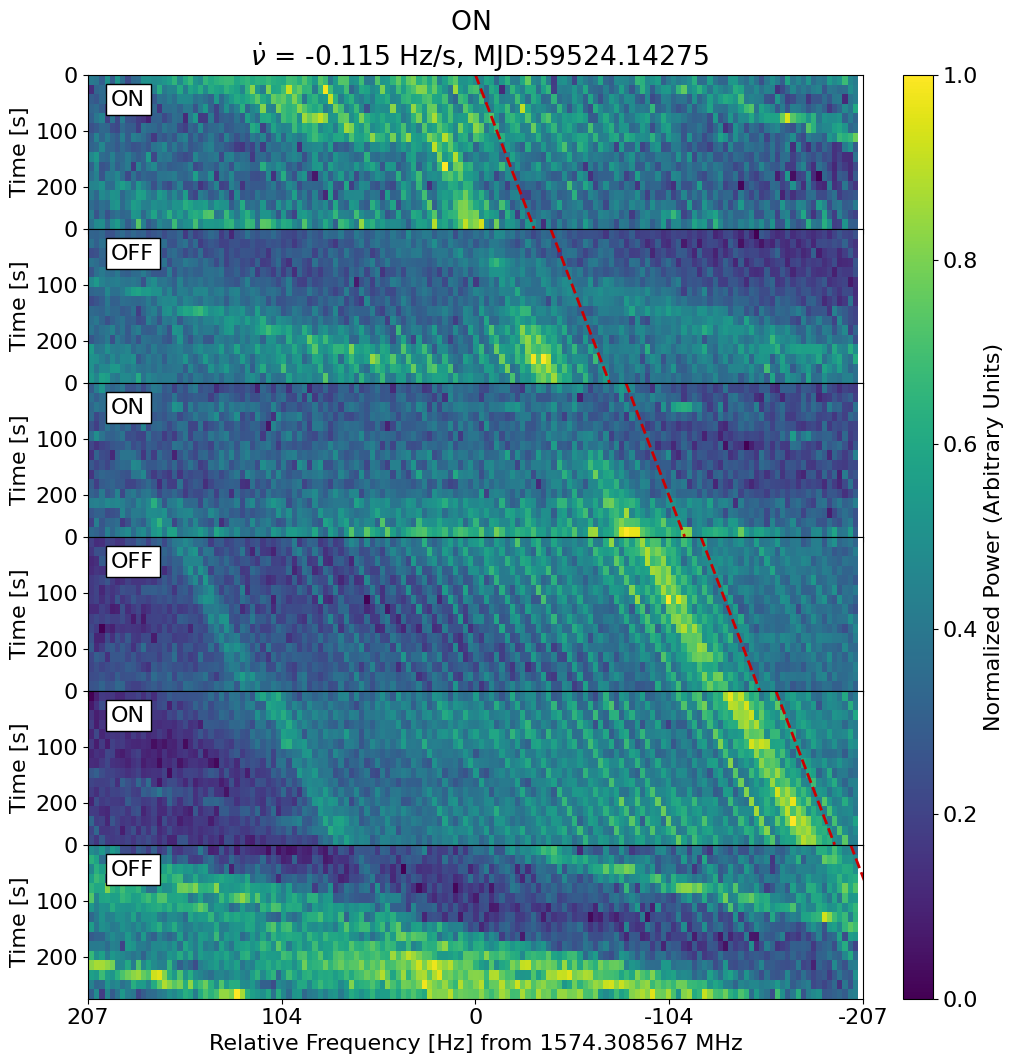 ON
ν̇ = -0.115 Hz/s, MJD:59524.14275
0
ON
100
200
Time [s]
0
OFF
100
200
Time [s]
0
ON
100
200
Time [s]
0
OFF
100
200
Time [s]
0
ON
100
200
Time [s]
0
OFF
100
200
Time [s]
207 104 0 -104 -207
Relative Frequency [Hz] from 1574.308567 MHz
1.0
0.8
0.6
0.4
0.2
0.0
Normalized Power (Arbitrary Units)